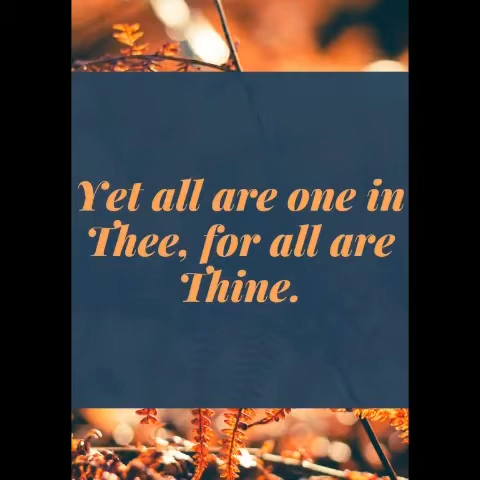 Yet all are one in
Thee, for all are
Thine.